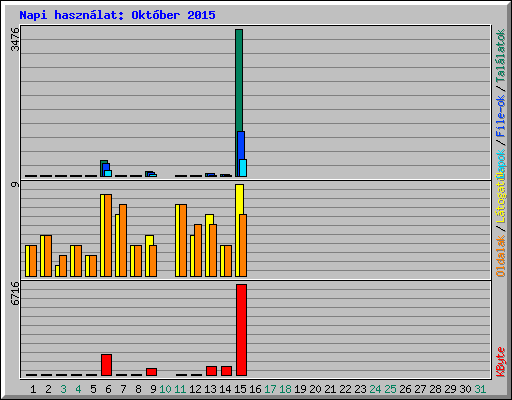 Napi használat: Október 2015
3476
9
6716
Találatok / File-ok / Lapok
Látogatások / Oldalak
KByte
1 2 3 4 5 6 7 8 9 10 11 12 13 14 15 16 17 18 19 20 21 22 23 24 25 26 27 28 29 30 31